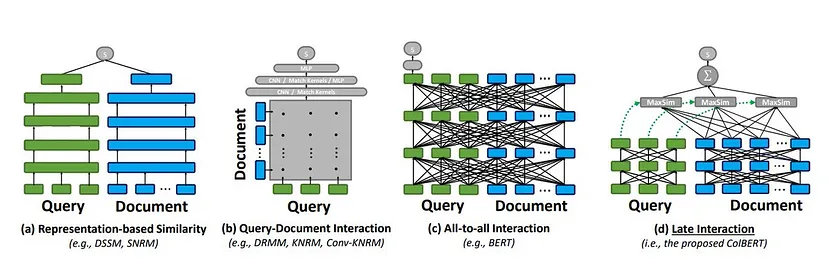 s
Query
Document
(a) Representation-based Similarity
(e.g., DSSM, SNRM)
s
MLP
CNN / Match Kernels / MLP
CNN / Match Kernels
Document
Query
(b) Query-Document Interaction
(e.g., DRMM, KNRM, Conv-KNRM)
s
Query
Document
(c) All-to-all Interaction
(e.g., BERT)
s
Σ
MaxSim
MaxSim
MaxSim
Query
Document
(d) Late Interaction
(i.e., the proposed ColBERT)